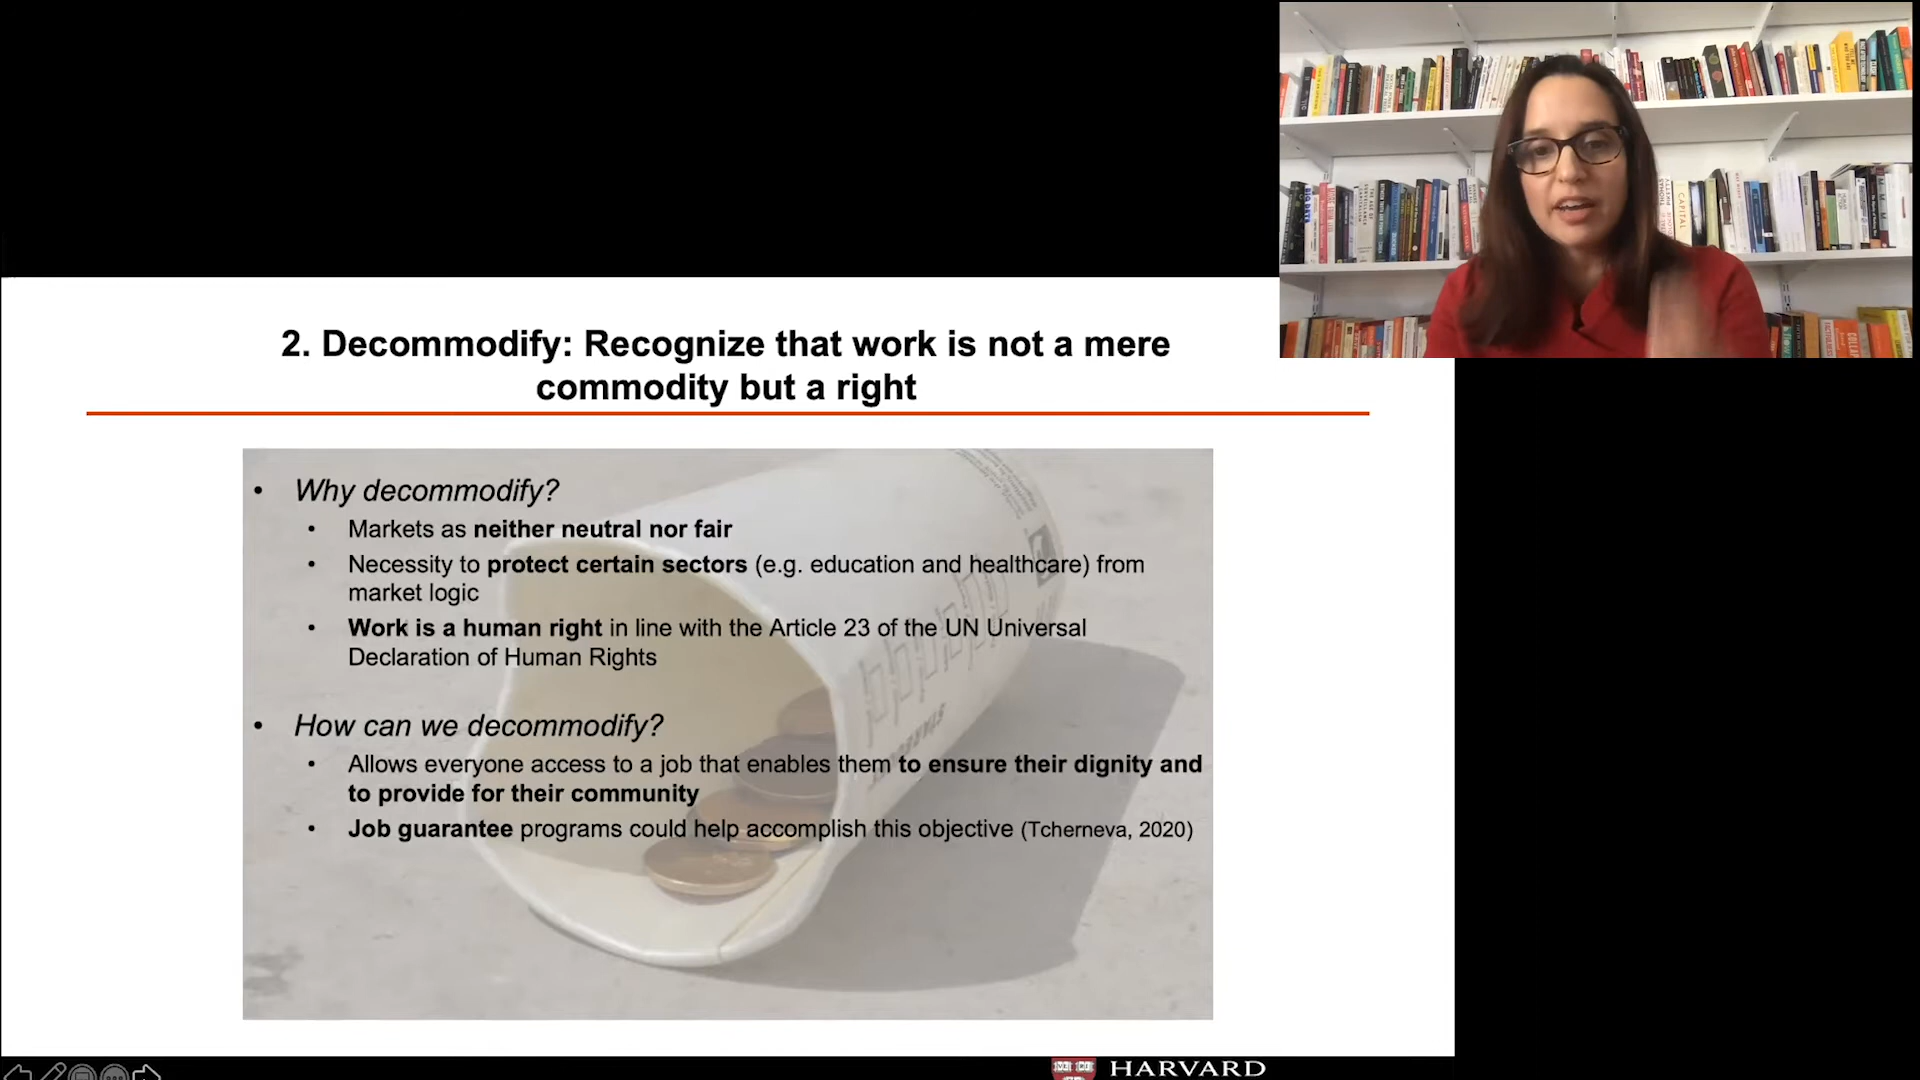 CAPITAL
2. Decommodify: Recognize that work is not a mere
commodity but a right
• Why decommodify?
• Markets as neither neutral nor fair
• Necessity to protect certain sectors (e.g. education and healthcare) from
market logic
• Work is a human right in line with the Article 23 of the UN Universal
Declaration of Human Rights
• How can we decommodify?
• Allows everyone access to a job that enables them to ensure their dignity and
to provide for their community
• Job guarantee programs could help accomplish this objective (Tcherneva, 2020)
HARVARD